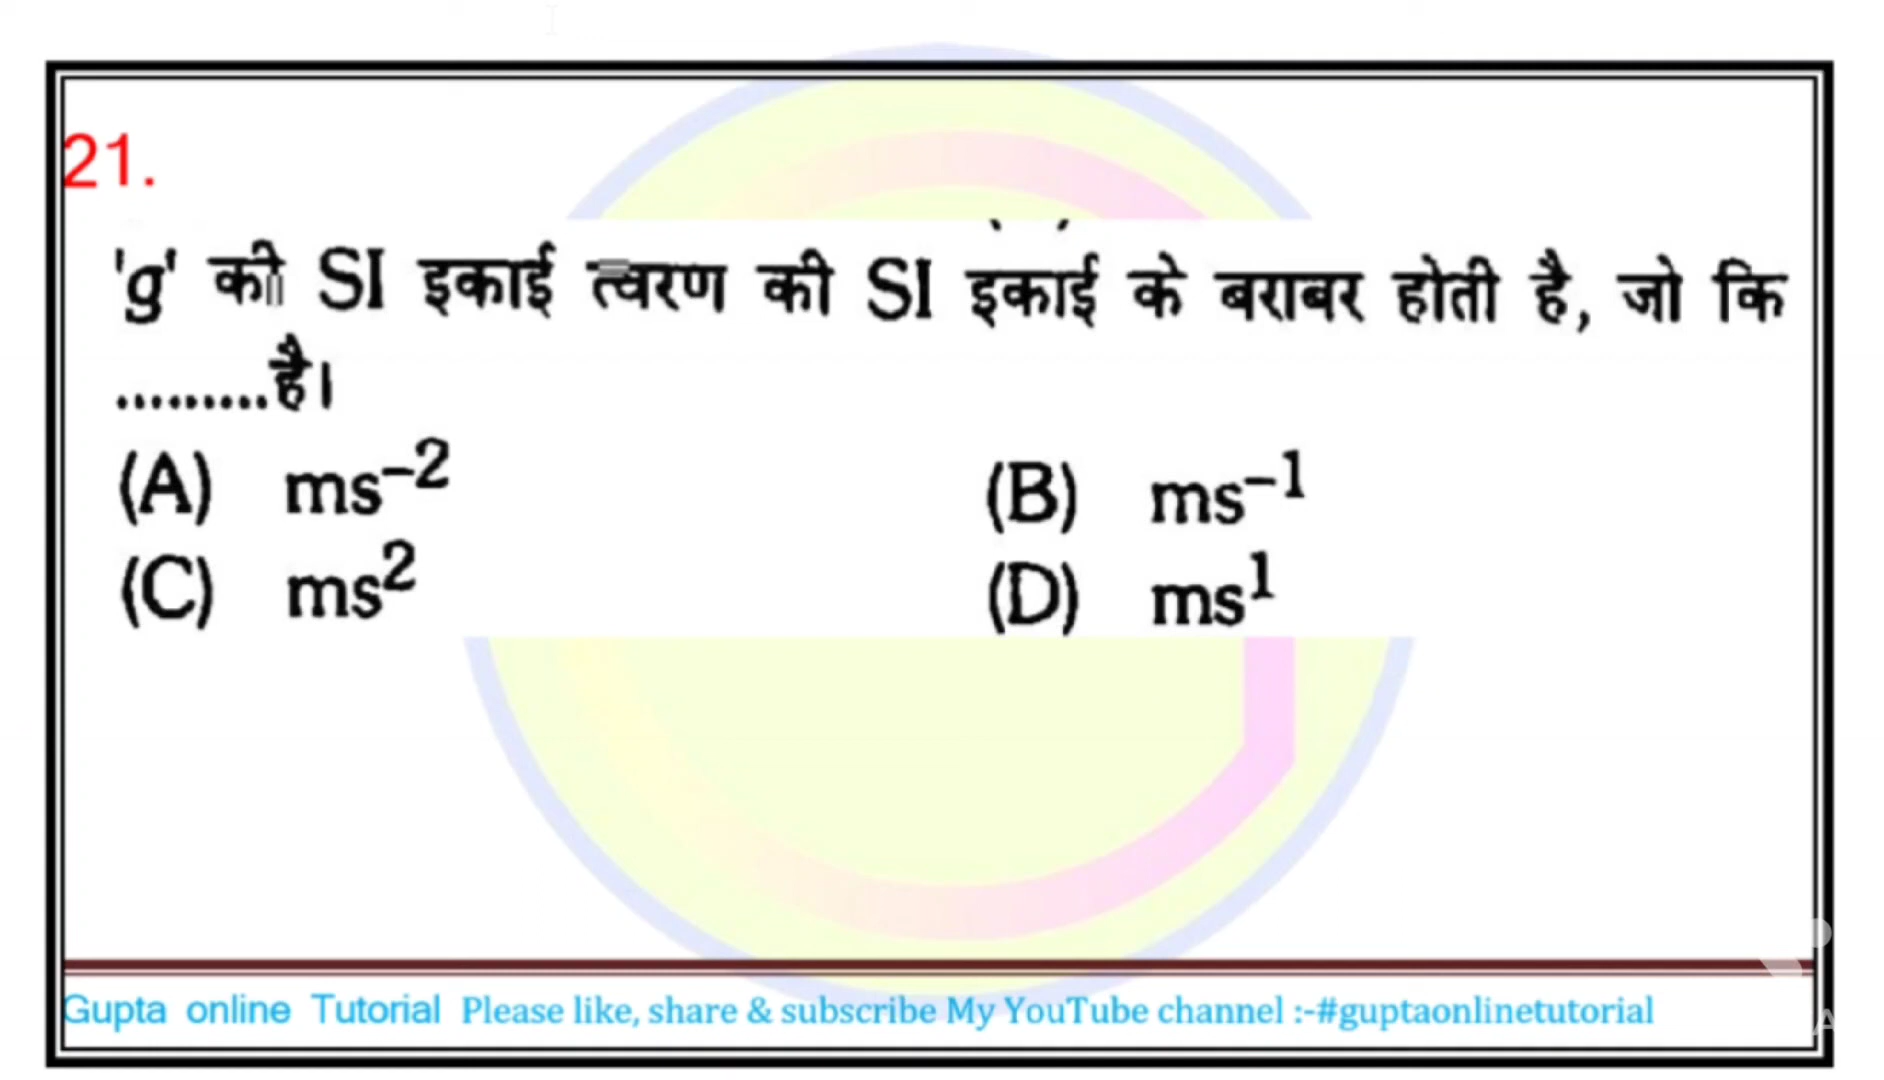 21.
'g' की SI इकाई त्वरण की SI इकाई के बराबर होती है, जो कि
.........है।
(A) ms⁻² (B) ms⁻¹
(C) ms² (D) ms¹
Gupta online Tutorial Please like, share & subscribe My YouTube channel :-#guptaonlinetutorial